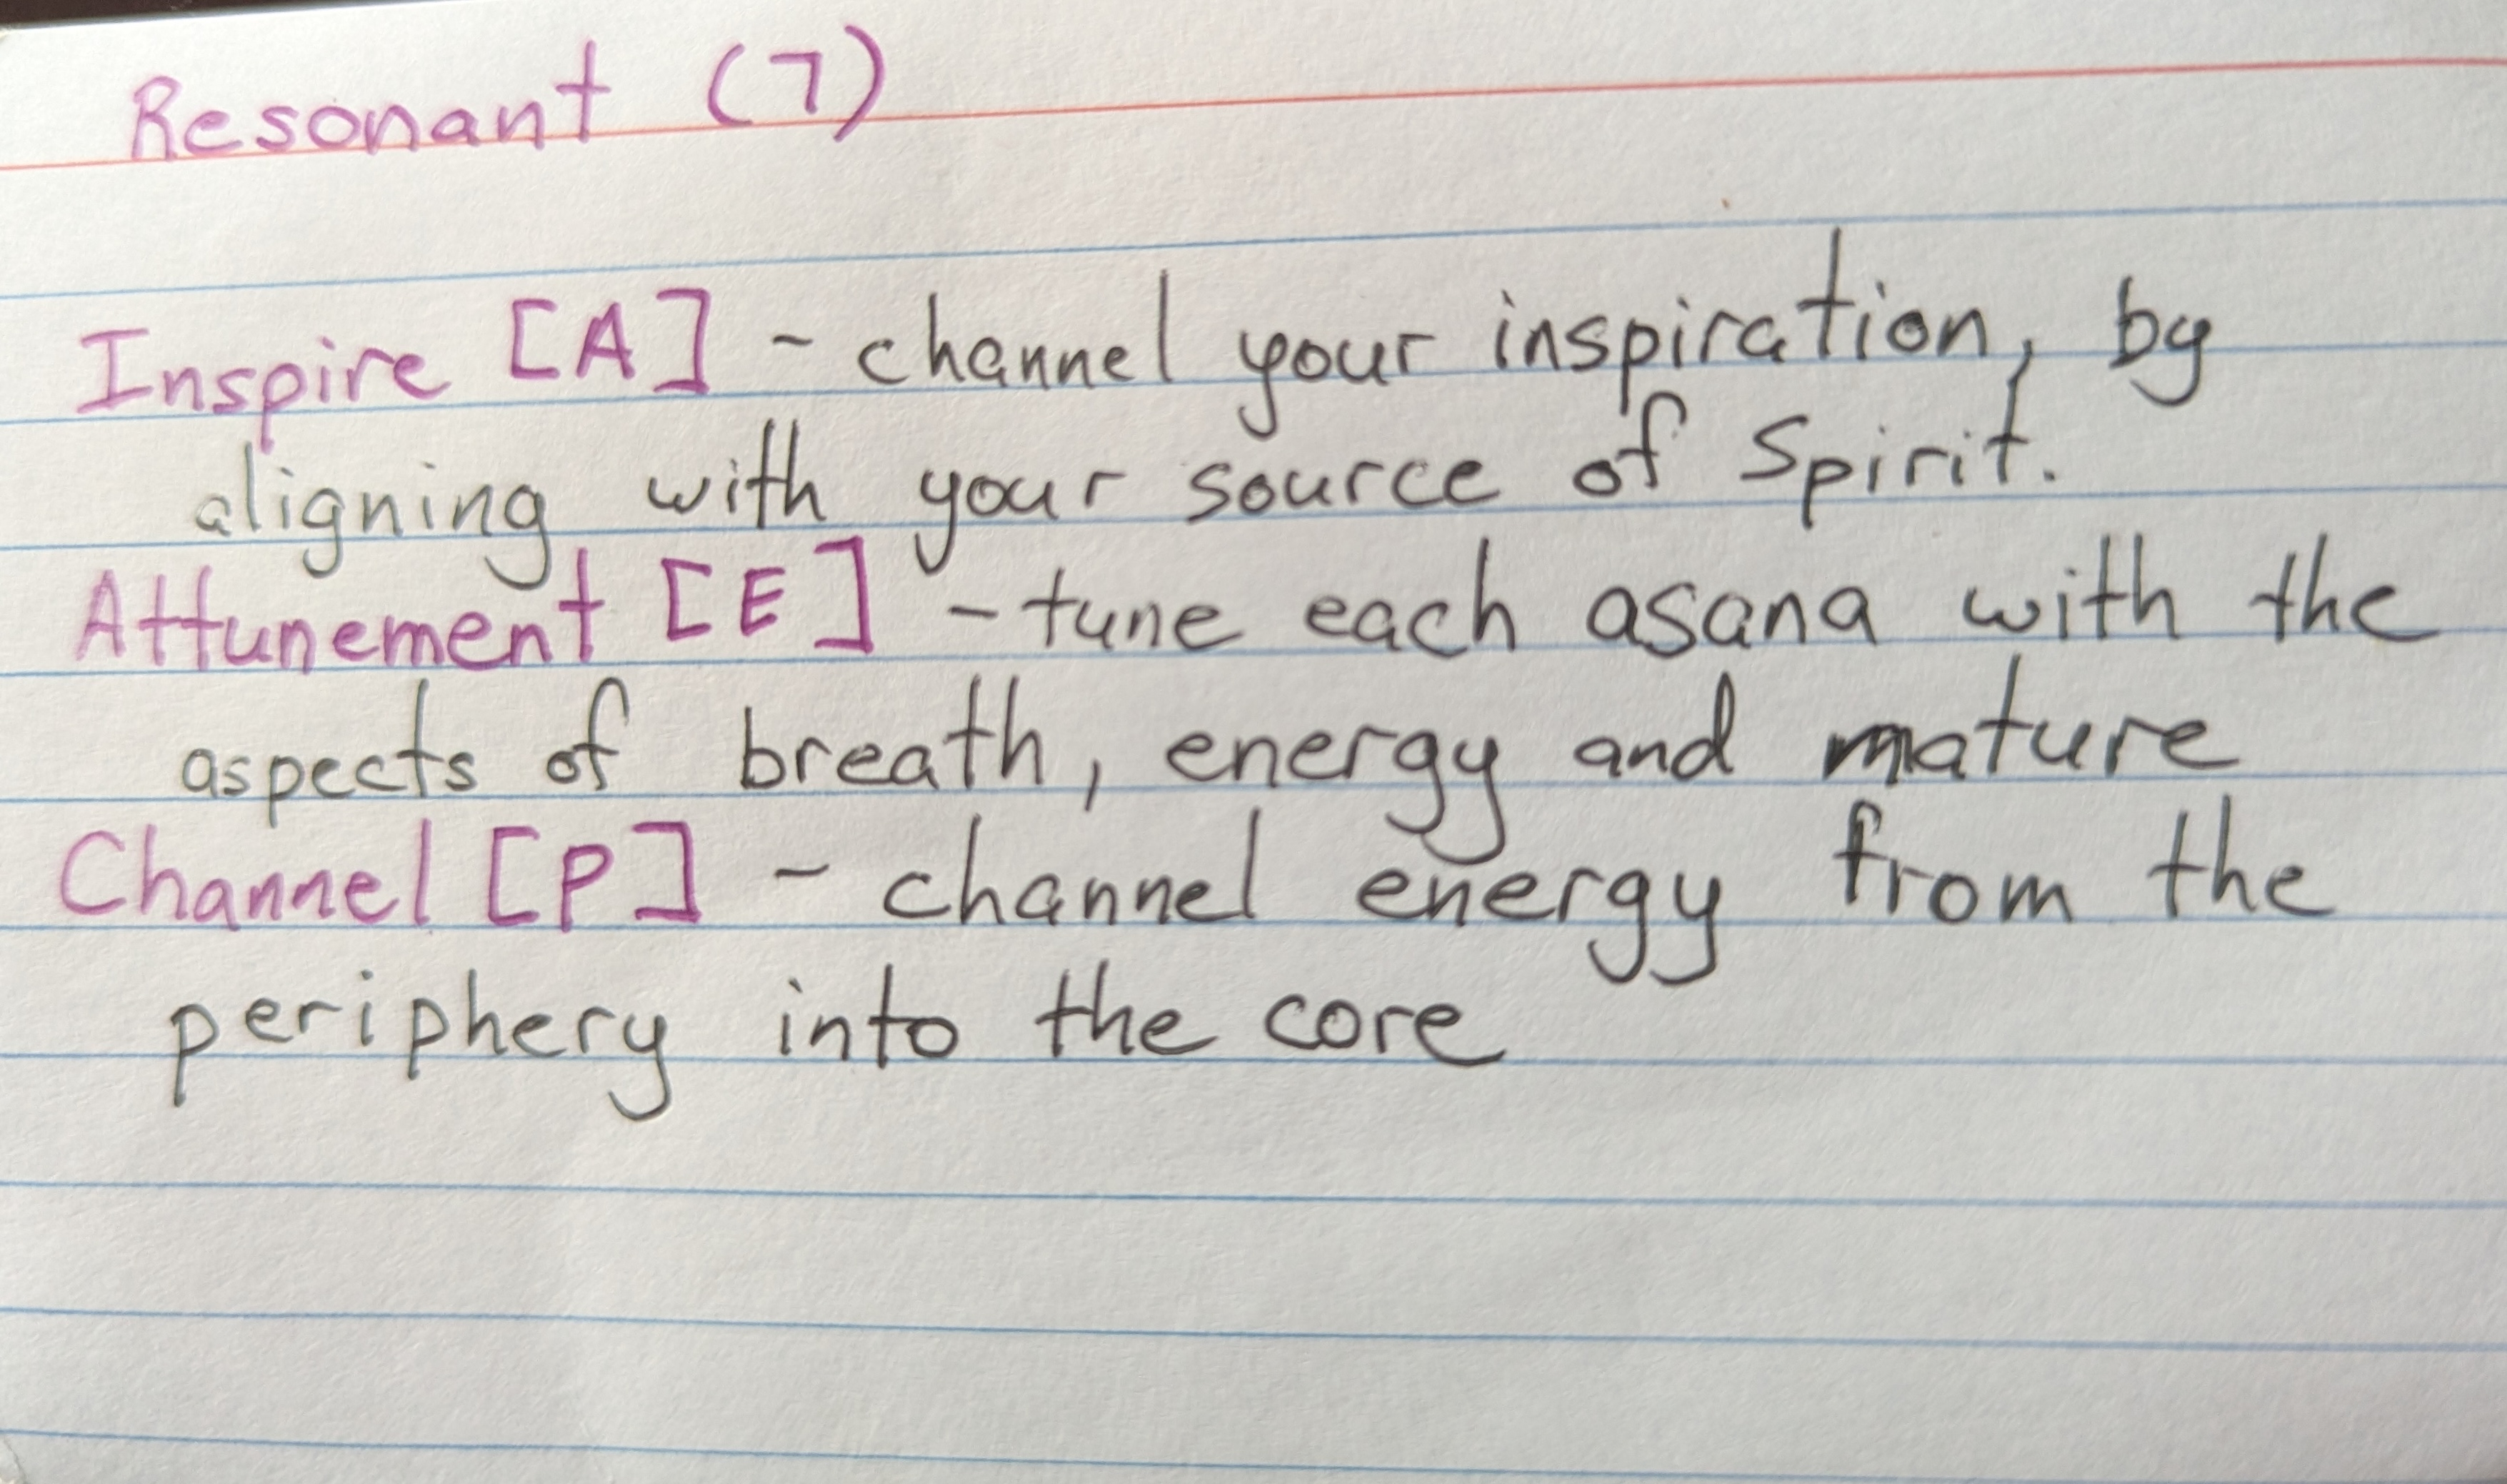 Resonant (7)
Inspire [A] - channel your inspiration, by
aligning with your source of Spirit.
Attunement [E] - tune each asana with the
aspects of breath, energy and mature
Channel [P] - channel energy from the
periphery into the core